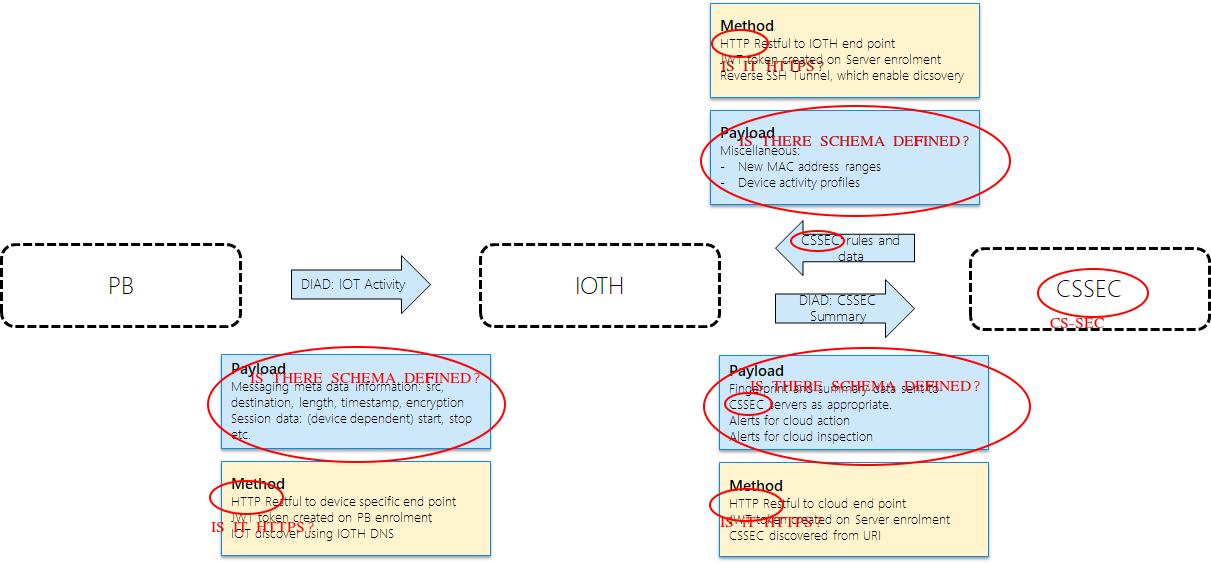 Method
HTTP Restful to IOTH end point
JWT token created on Server enrolment
IS IT HTTPS?
Reverse SSH Tunnel, which enable dicsovery
Payload
IS THERE SCHEMA DEFINED?
Miscellaneous:
- New MAC address ranges
- Device activity profiles
PB
DIAD: IOT Activity
IOTH
CSSEC rules and
data
DIAD: CSSEC
Summary
CSSEC
CS-SEC
Payload
IS THERE SCHEMA DEFINED?
Messaging meta data information: src,
destination, length, timestamp, encryption
Session data: (device dependent) start, stop
etc.
Method
HTTP Restful to device specific end point
JWT token created on PB enrolment
IS IT HTTPS?
IOT discover using IOTH DNS
Payload
IS THERE SCHEMA DEFINED?
Fingerprint and summary data sent to
CSSEC servers as appropriate.
Alerts for cloud action
Alerts for cloud inspection
Method
HTTP Restful to cloud end point
JWT token created on Server enrolment
IS IT HTTPS?
CSSEC discovered from URI